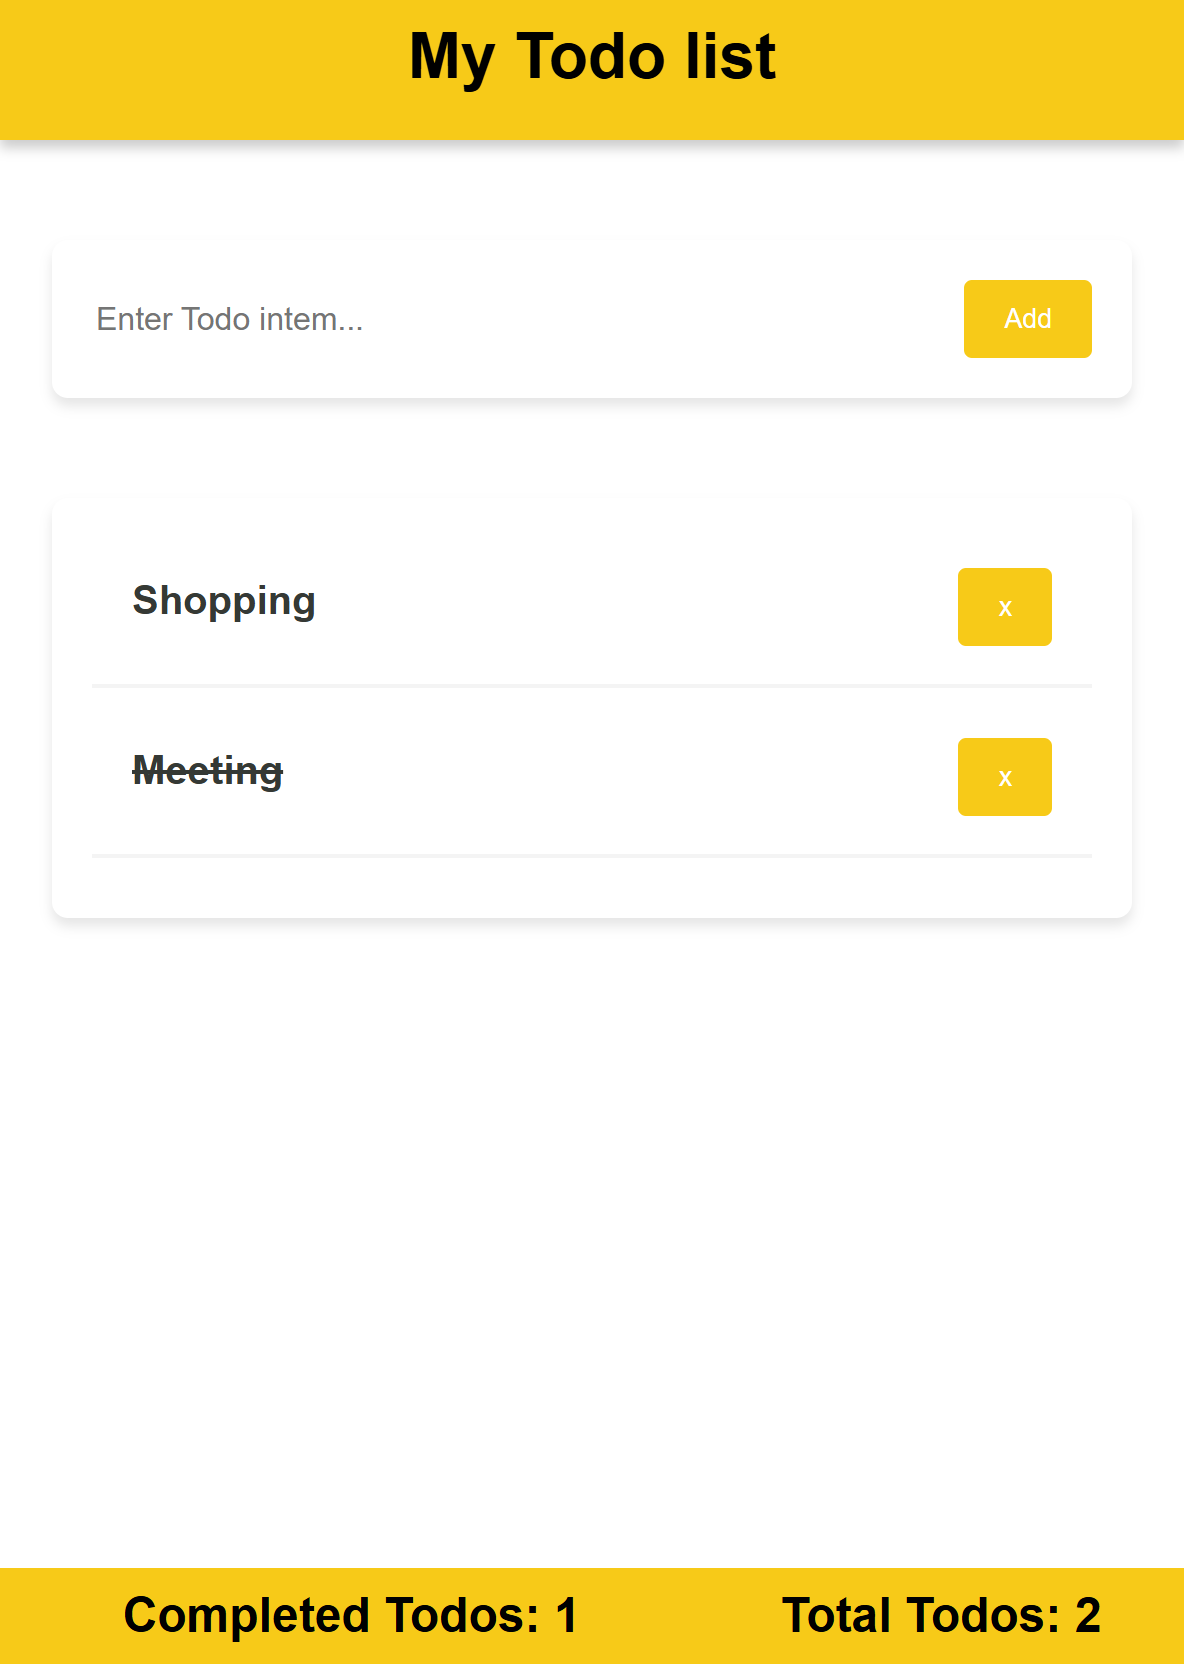 My Todo list
Enter Todo intem...
Add
Shopping
x
Meeting
x
Completed Todos: 1
Total Todos: 2